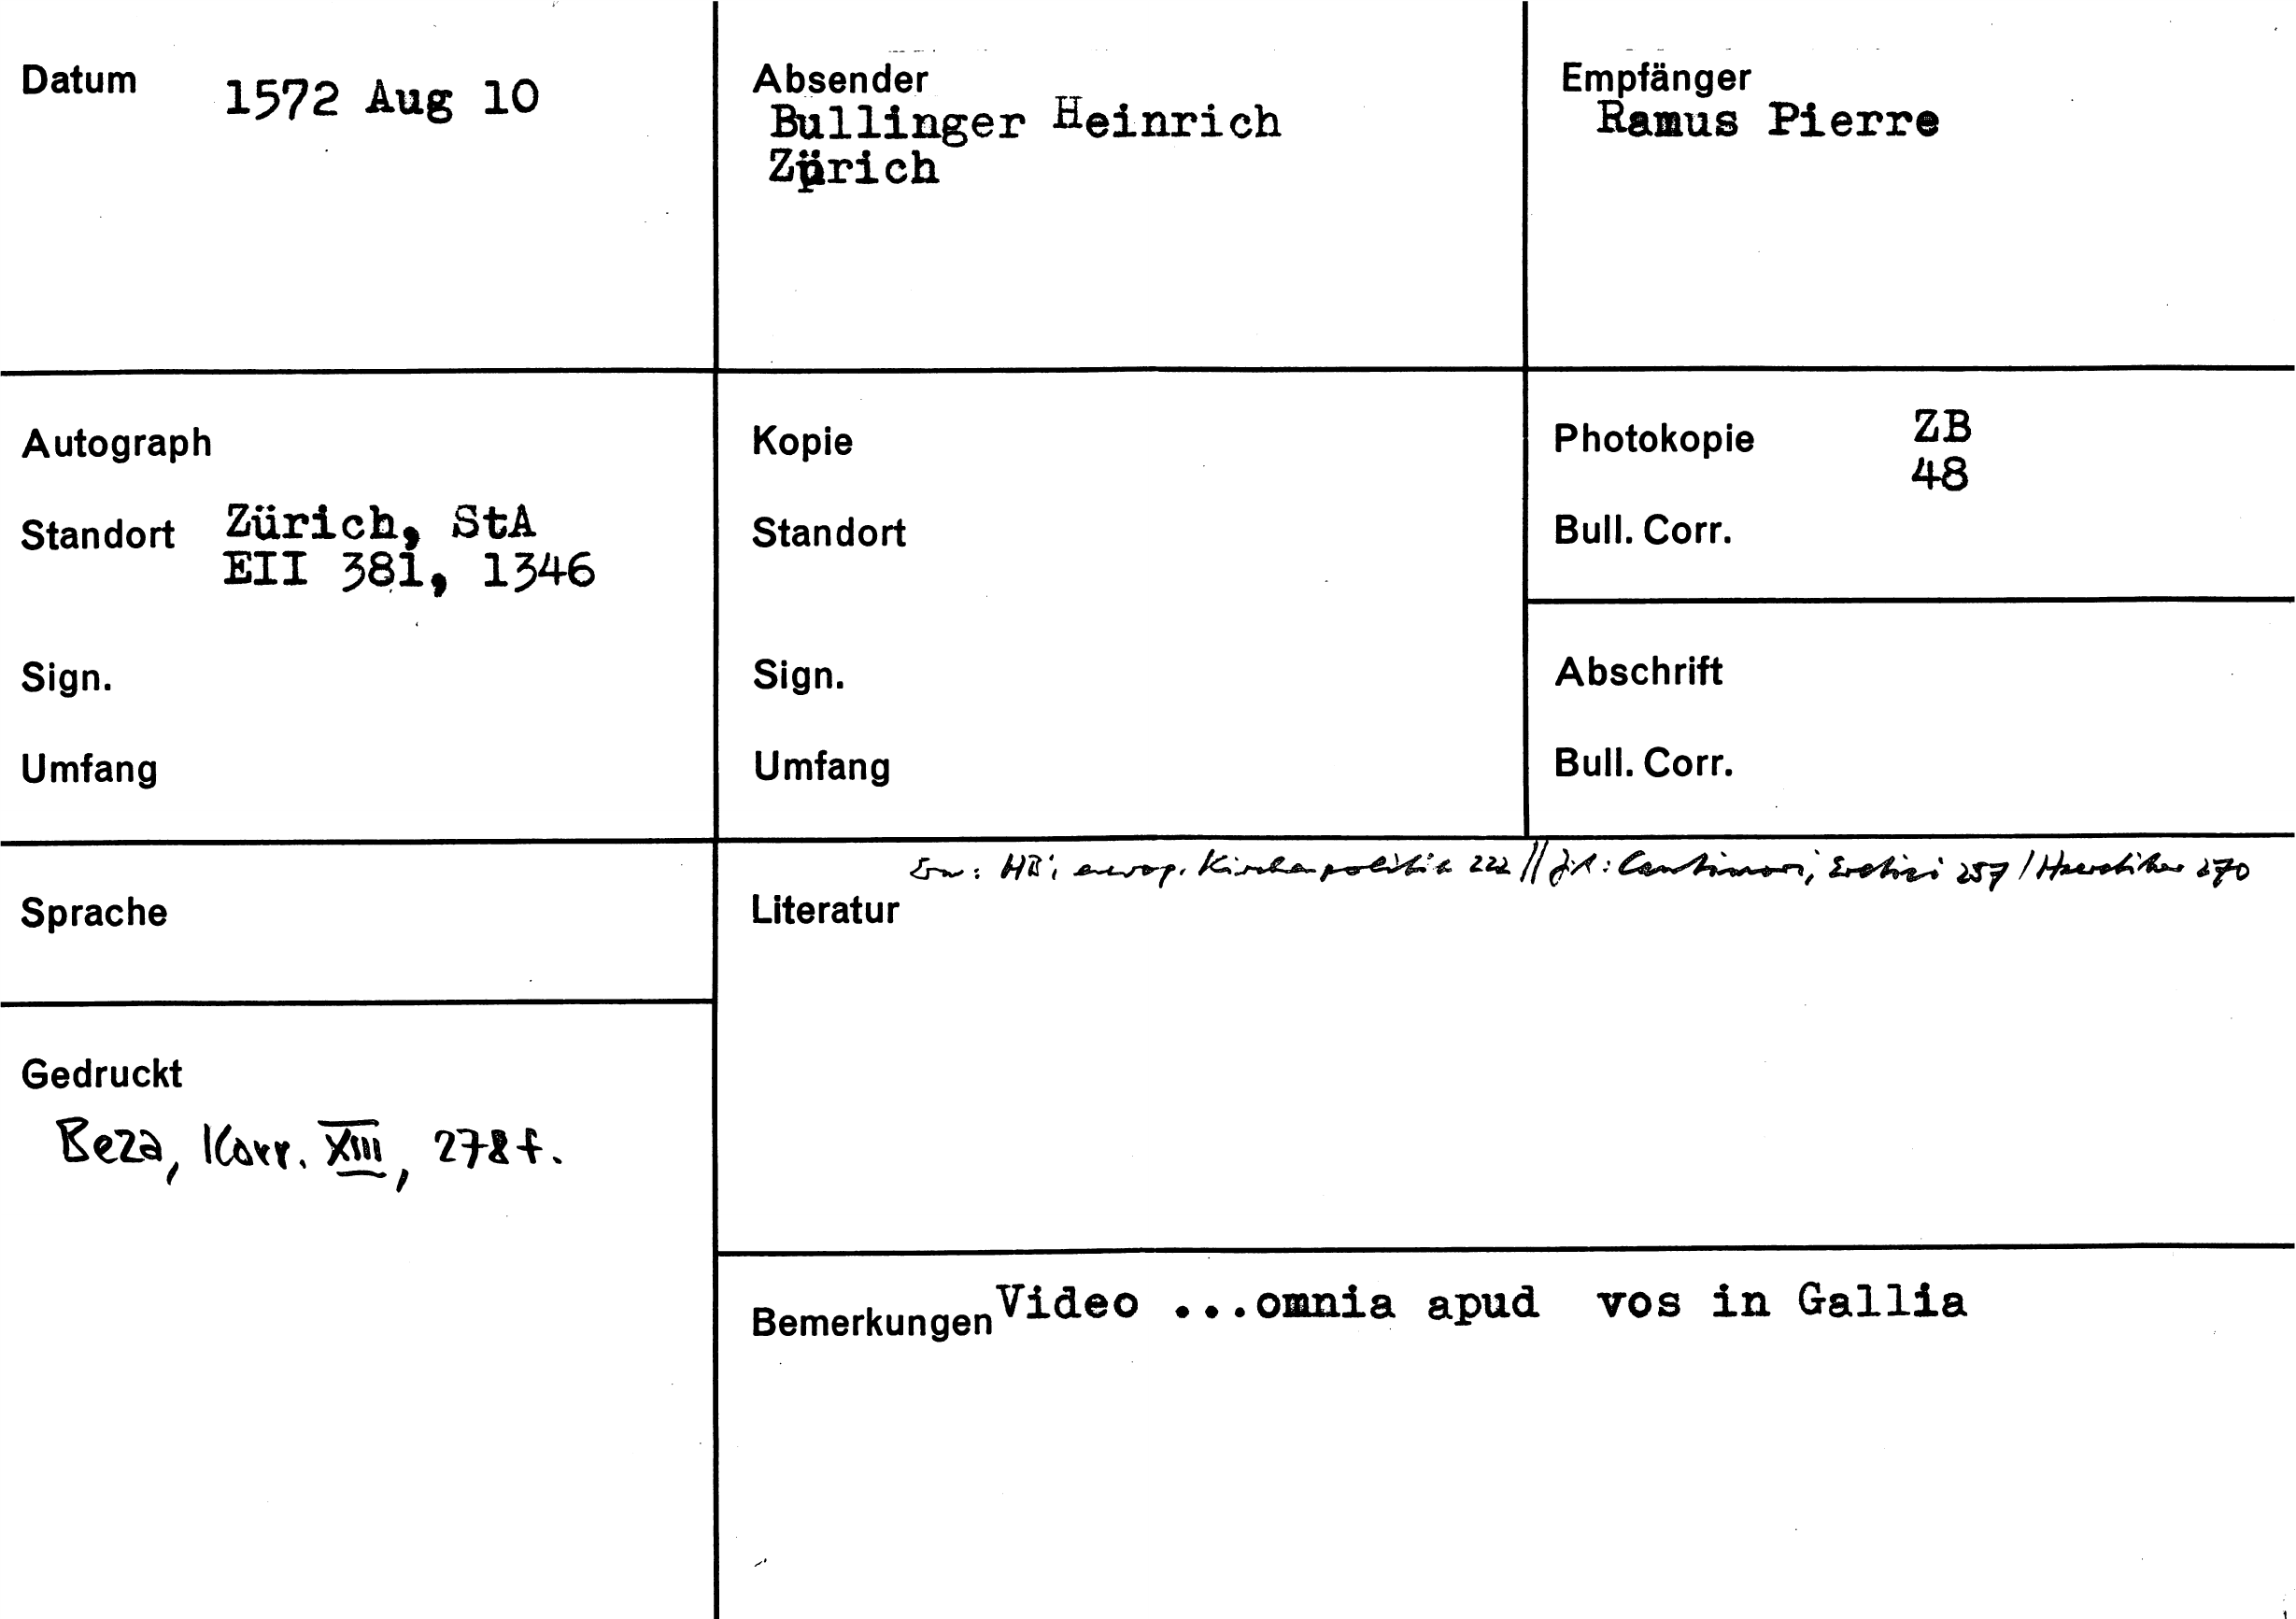 Datum 1572 Aug 10
Absender
Bullinger Heinrich
Zürich
Empfänger
Ramus Pierre
Autograph
Standort Zürich, StA
EII 381, 1346
Sign.
Umfang
Kopie
Standort
Sign.
Umfang
Photokopie ZB
48
Bull. Corr.
Abschrift
Bull. Corr.
Sprache
Gedruckt
Beza, Korr. XIII, 278f.
Erw: HB; europ. Kirchenpolitik 222 // Zit: Cantimori, Eretici 257 / Haeretiker 270
Literatur
Bemerkungen Video ...omnia apud vos in Gallia